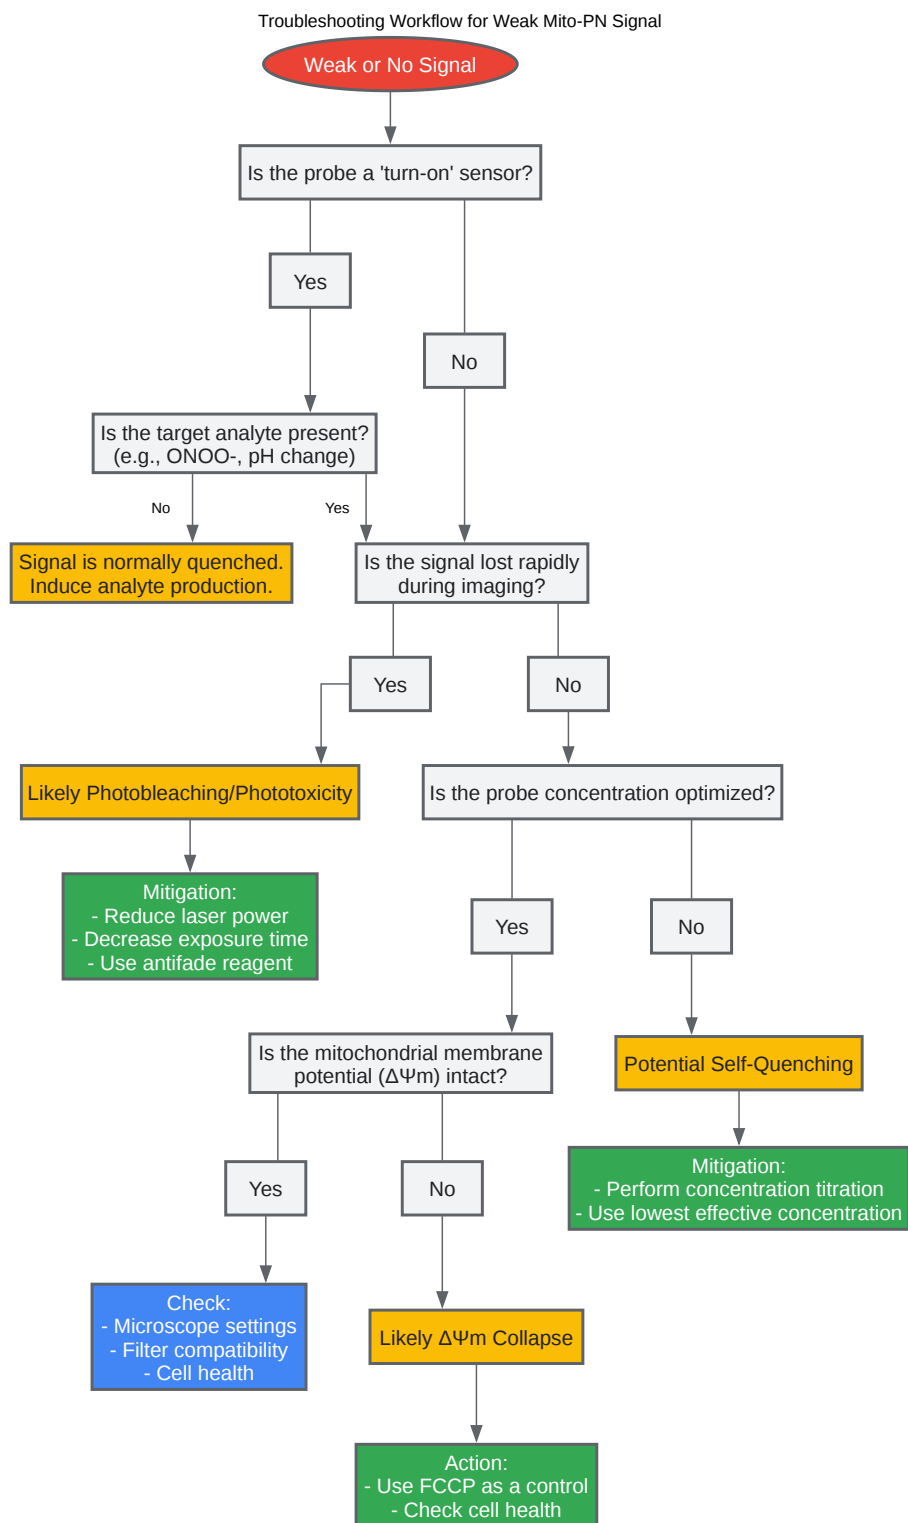 Troubleshooting Workflow for Weak Mito-PN Signal
Weak or No Signal
Is the probe a 'turn-on' sensor?
Yes
No
Is the target analyte present?
(e.g., ONOO-, pH change)
No
Yes
Signal is normally quenched.
Induce analyte production.
Is the signal lost rapidly
during imaging?
Yes
No
Likely Photobleaching/Phototoxicity
Is the probe concentration optimized?
Mitigation:
- Reduce laser power
- Decrease exposure time
- Use antifade reagent
Yes
No
Is the mitochondrial membrane
potential (ΔΨm) intact?
Potential Self-Quenching
Yes
No
Mitigation:
- Perform concentration titration
- Use lowest effective concentration
Check:
- Microscope settings
- Filter compatibility
- Cell health
Likely ΔΨm Collapse
Action:
- Use FCCP as a control
- Check cell health